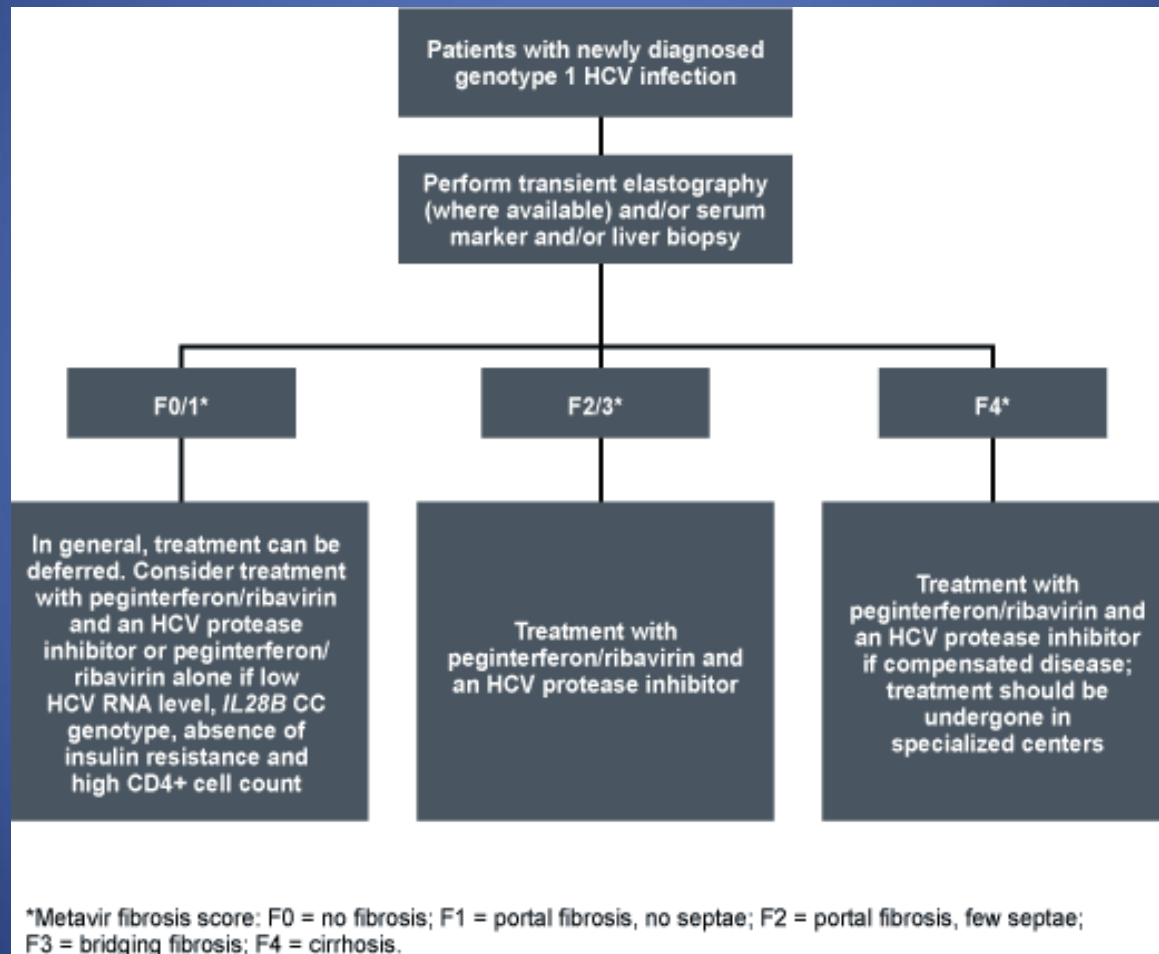 Patients with newly diagnosed
genotype 1 HCV infection
Perform transient elastography
(where available) and/or serum
marker and/or liver biopsy
F0/1*
F2/3*
F4*
In general, treatment can be
deferred. Consider treatment
with peginterferon/ribavirin
and an HCV protease
inhibitor or peginterferon/
ribavirin alone if low
HCV RNA level, IL28B CC
genotype, absence of
insulin resistance and
high CD4+ cell count
Treatment with
peginterferon/ribavirin and
an HCV protease inhibitor
Treatment with
peginterferon/ribavirin and
an HCV protease inhibitor
if compensated disease;
treatment should be
undergone in
specialized centers
*Metavir fibrosis score: F0 = no fibrosis; F1 = portal fibrosis, no septae; F2 = portal fibrosis, few septae;
F3 = bridging fibrosis; F4 = cirrhosis.